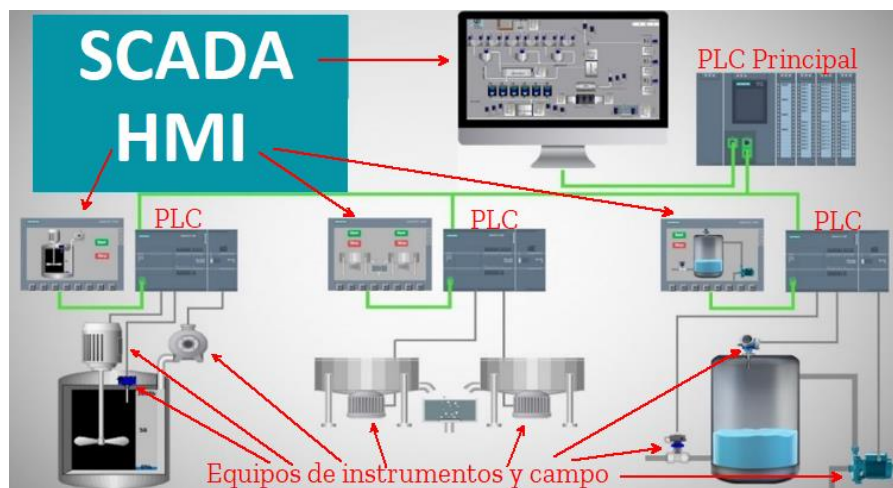 SCADA
HMI
PLC Principal
PLC
PLC
PLC
Equipos de instrumentos y campo